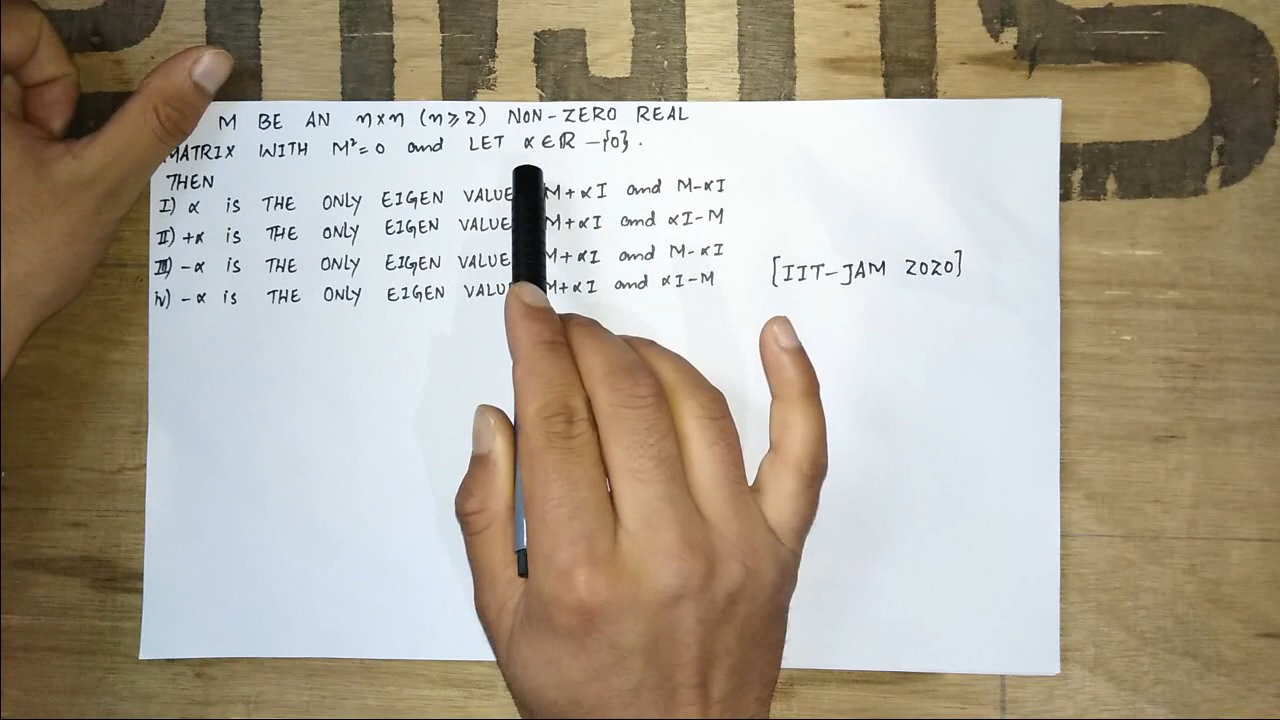 M BE AN n×n (n⩾2) NON-ZERO REAL
MATRIX WITH M²=0 and LET α∈ℝ-{0}.
THEN
I) α is THE ONLY EIGEN VALUE M+αI and M-αI
II) +α is THE ONLY EIGEN VALUE M+αI and αI-M
III) -α is THE ONLY EIGEN VALUE M+αI and M-αI
iv) -α is THE ONLY EIGEN VALUE M+αI and αI-M
[IIT-JAM 2020]